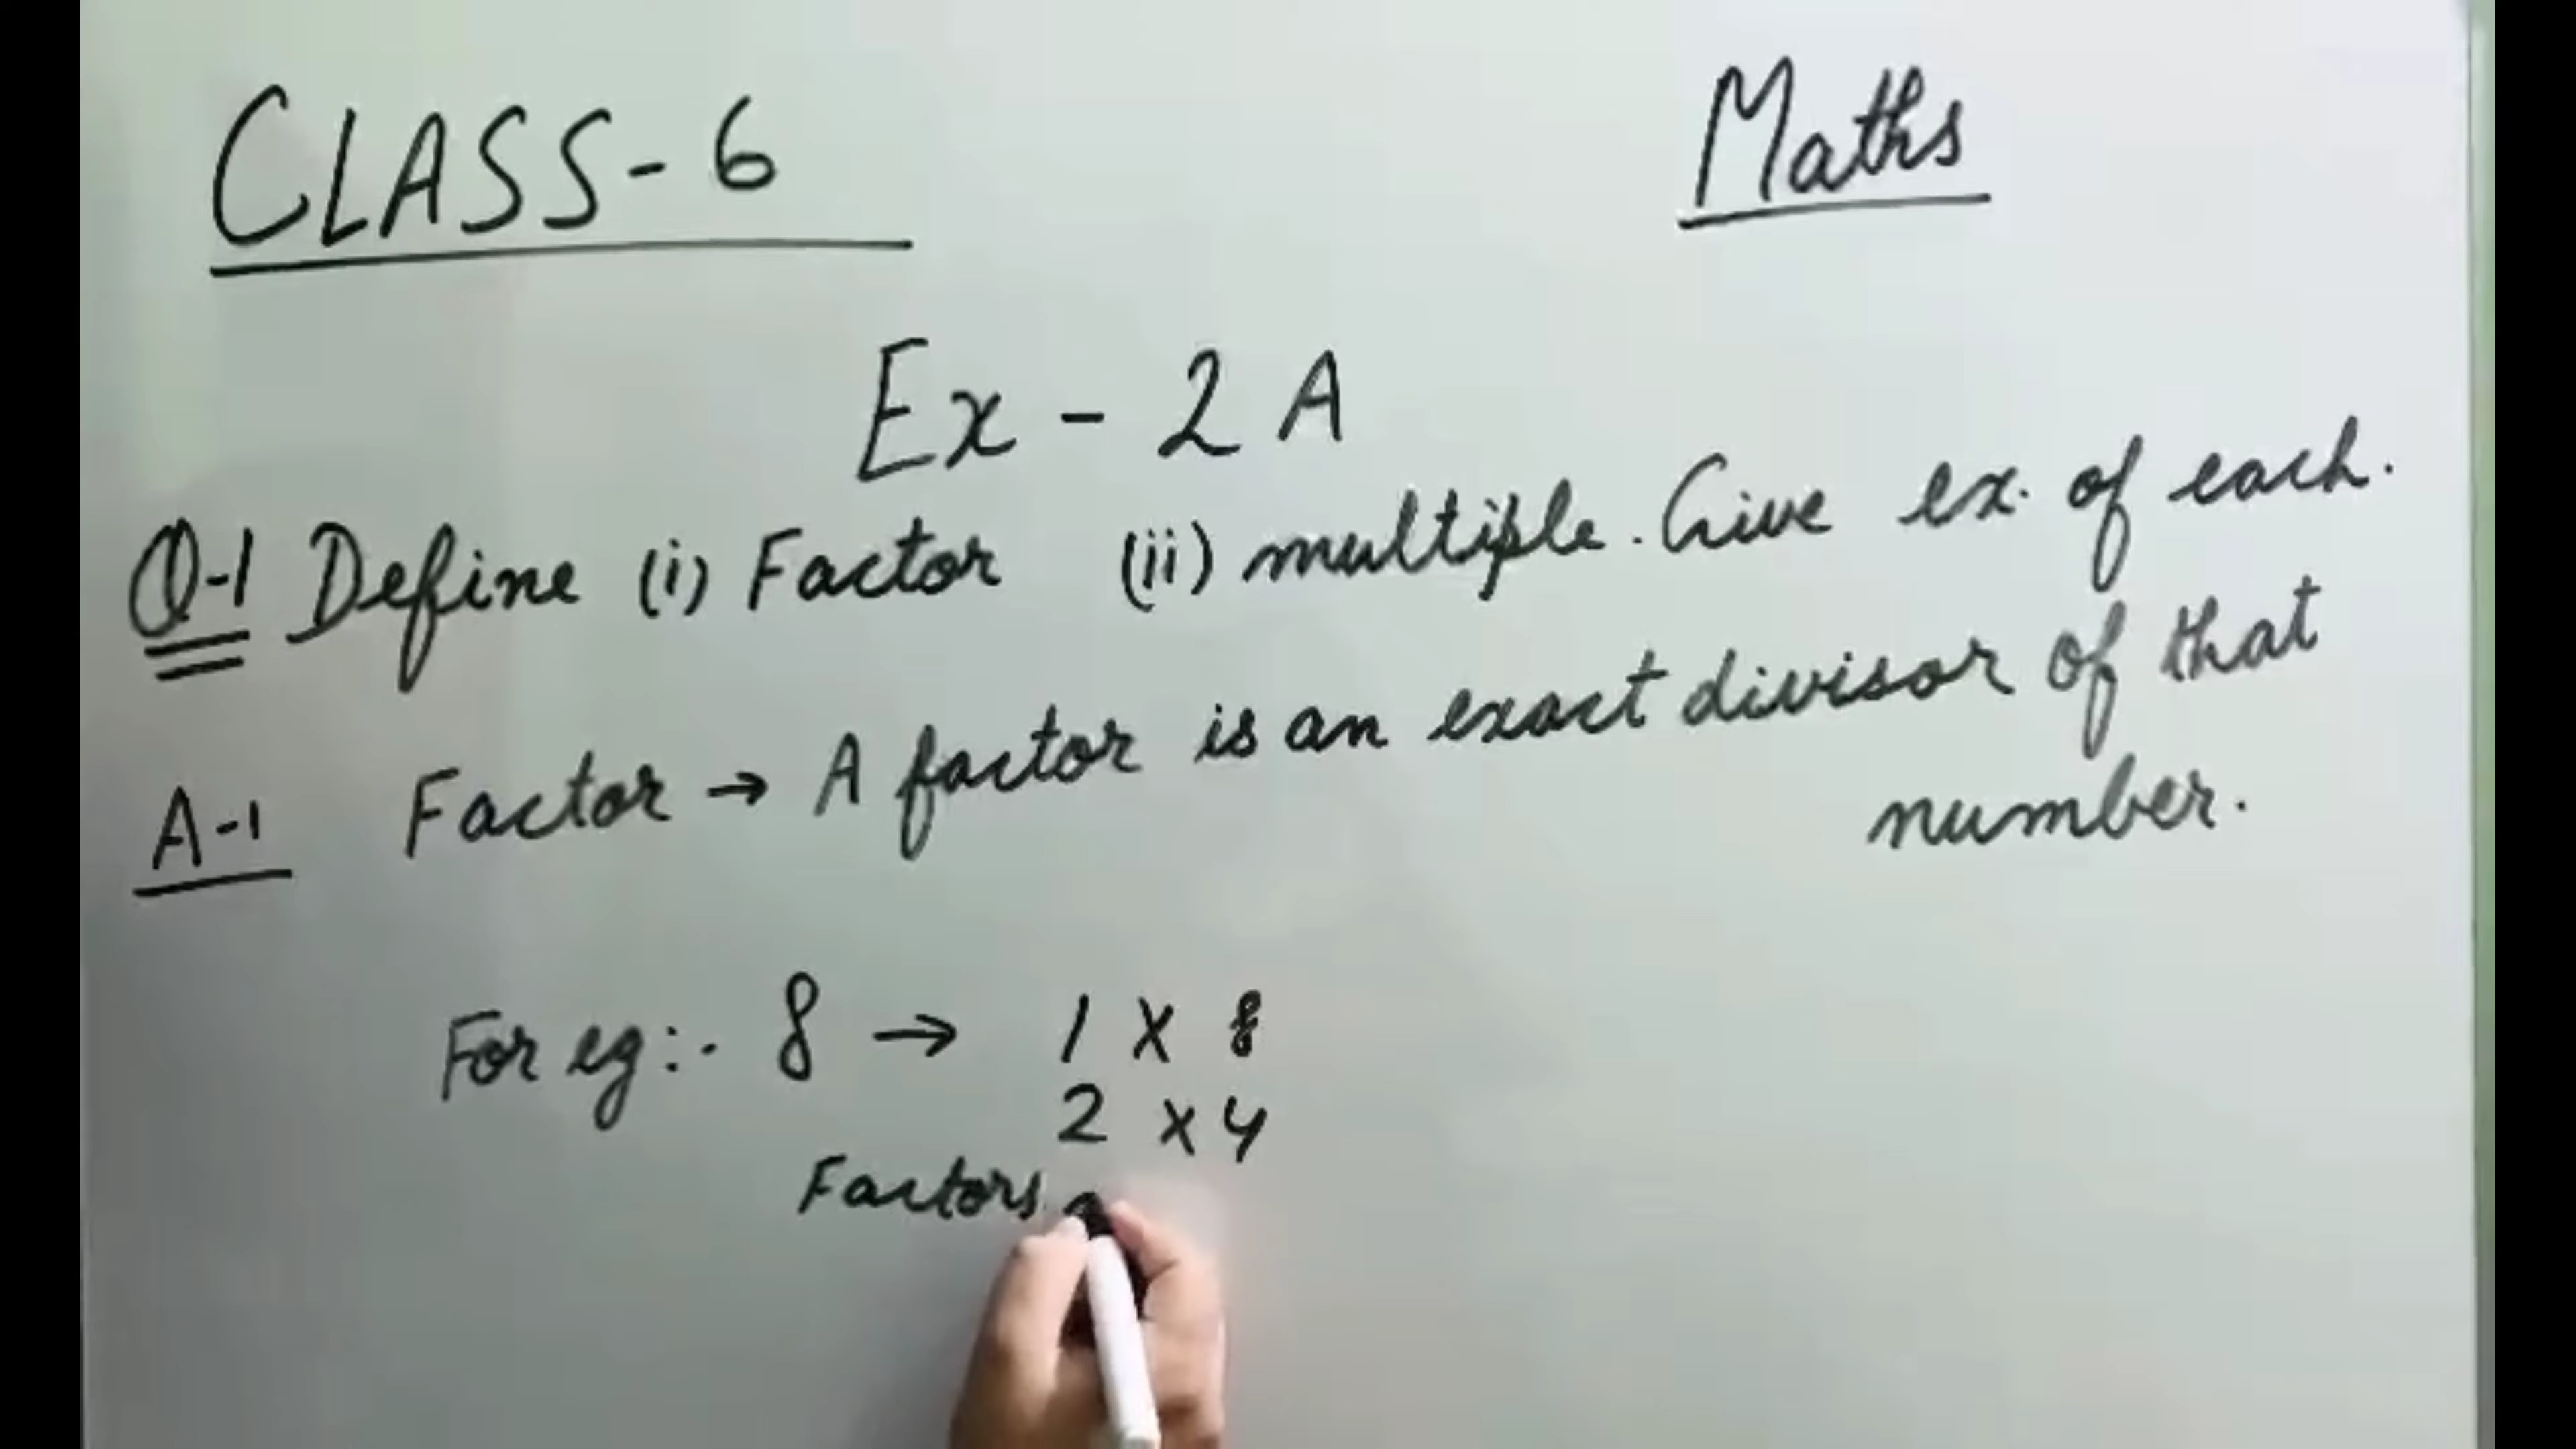 CLASS-6
Maths
Ex - 2 A
Q-1 Define (i) Factor (ii) multiple. Give ex. of each.
A-1 Factor → A factor is an exact divisor of that
number.
For eg:- 8 → 1 x 8
2 x 4
Factors